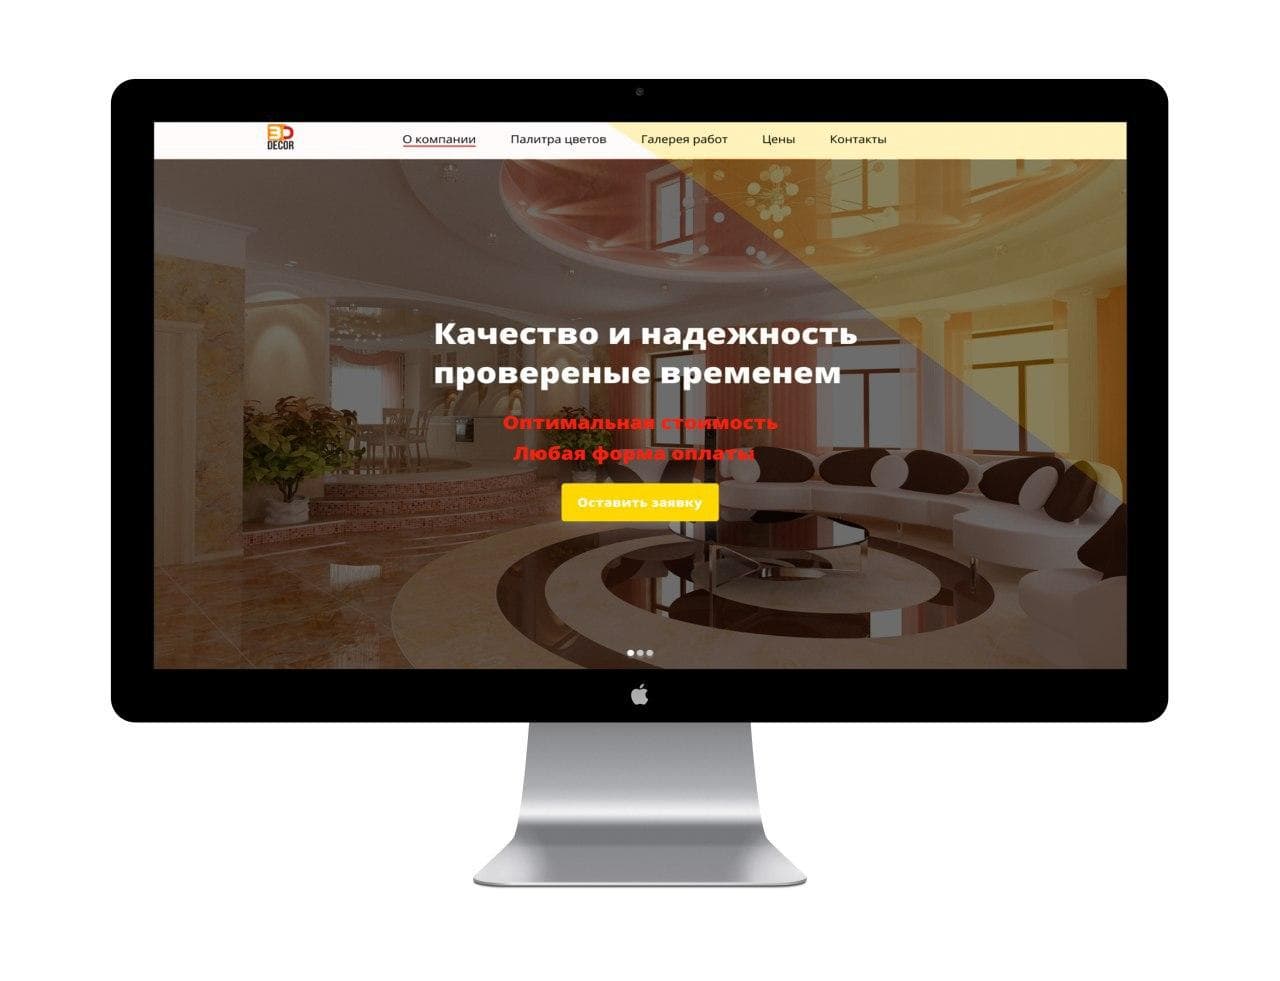 3D
DECOR
О компании Палитра цветов Галерея работ Цены Контакты
Качество и надежность
провереные временем
Оптимальная стоимость
Любая форма оплаты
Оставить заявку